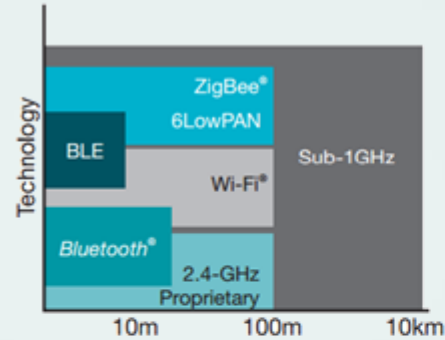 Technology
ZigBee®
6LowPAN
BLE
Sub-1GHz
Wi-Fi®
Bluetooth®
2.4-GHz
Proprietary
10m 100m 10km